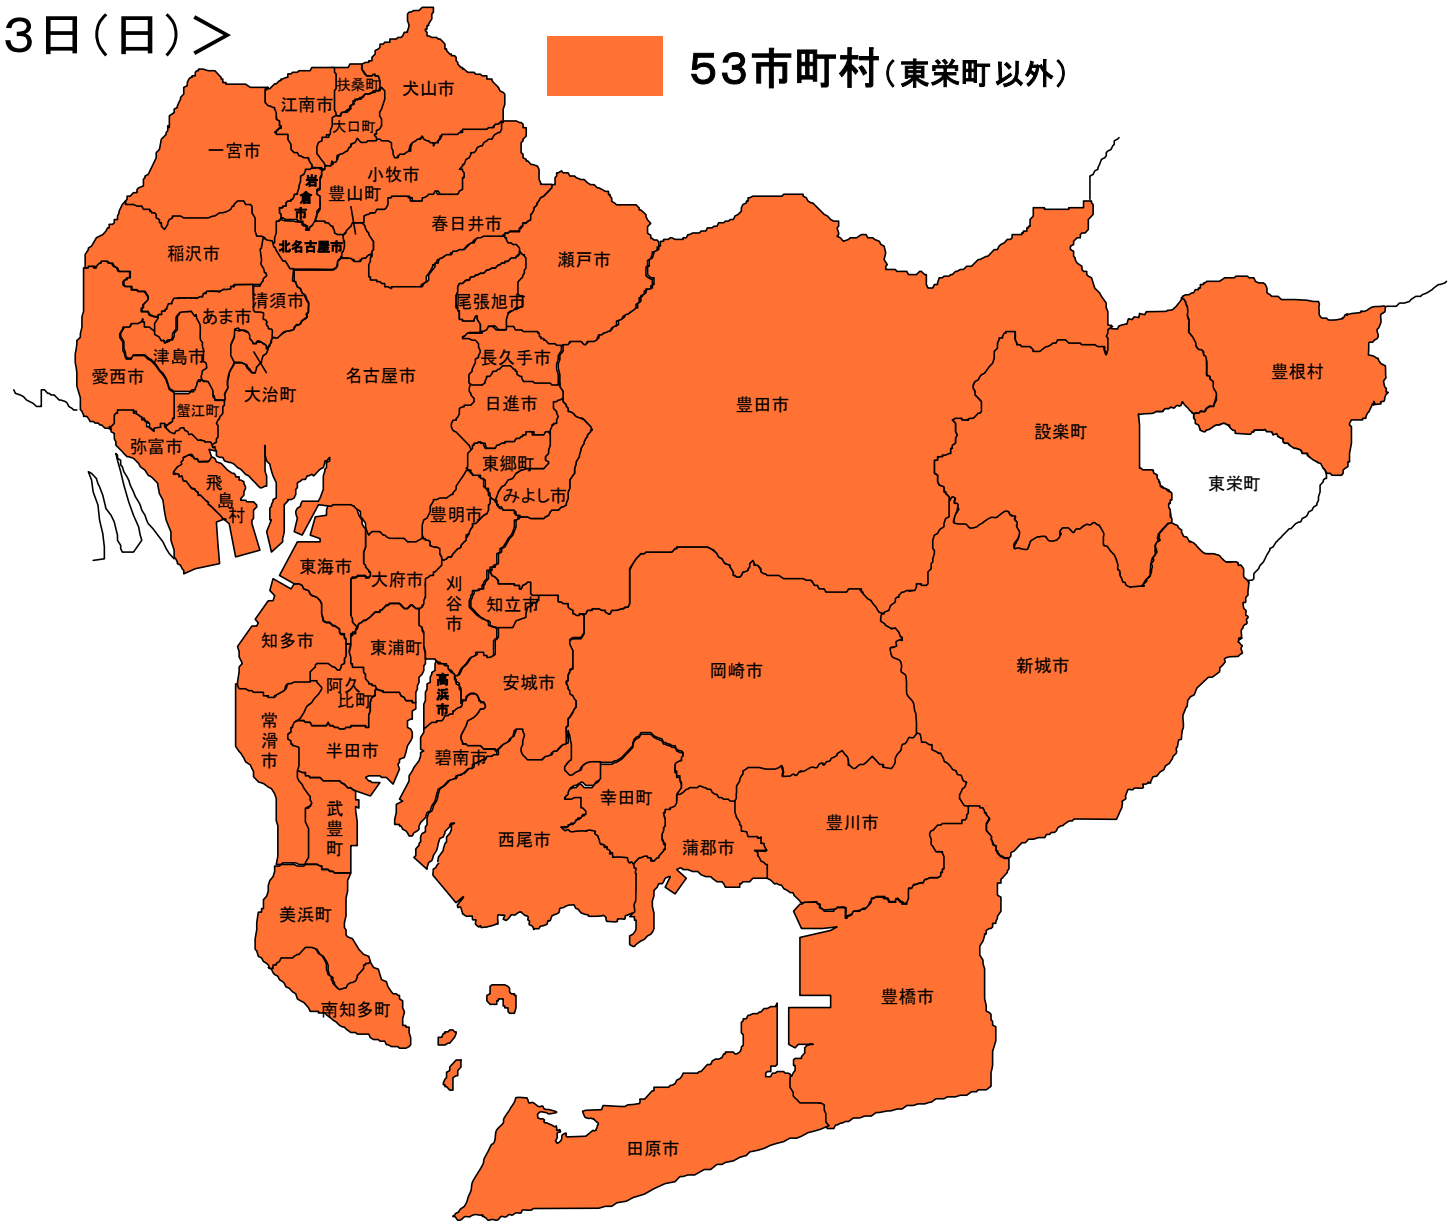 3日(日)>
53市町村(東栄町以外)
犬山市
扶桑町
江南市
大口町
一宮市
小牧市
岩倉市
豊山町
春日井市
北名古屋市
稲沢市
瀬戸市
清須市
尾張旭市
あま市
津島市
長久手市
愛西市
名古屋市
大治町
日進市
豊田市
豊根村
蟹江町
設楽町
弥富市
東郷町
飛島村
みよし市
東栄町
豊明市
東海市
大府市
刈谷市
知立市
知多市
東浦町
新城市
岡崎市
阿久比町
高浜市
安城市
常滑市
半田市
碧南市
幸田町
武豊町
豊川市
西尾市
蒲郡市
美浜町
豊橋市
南知多町
田原市